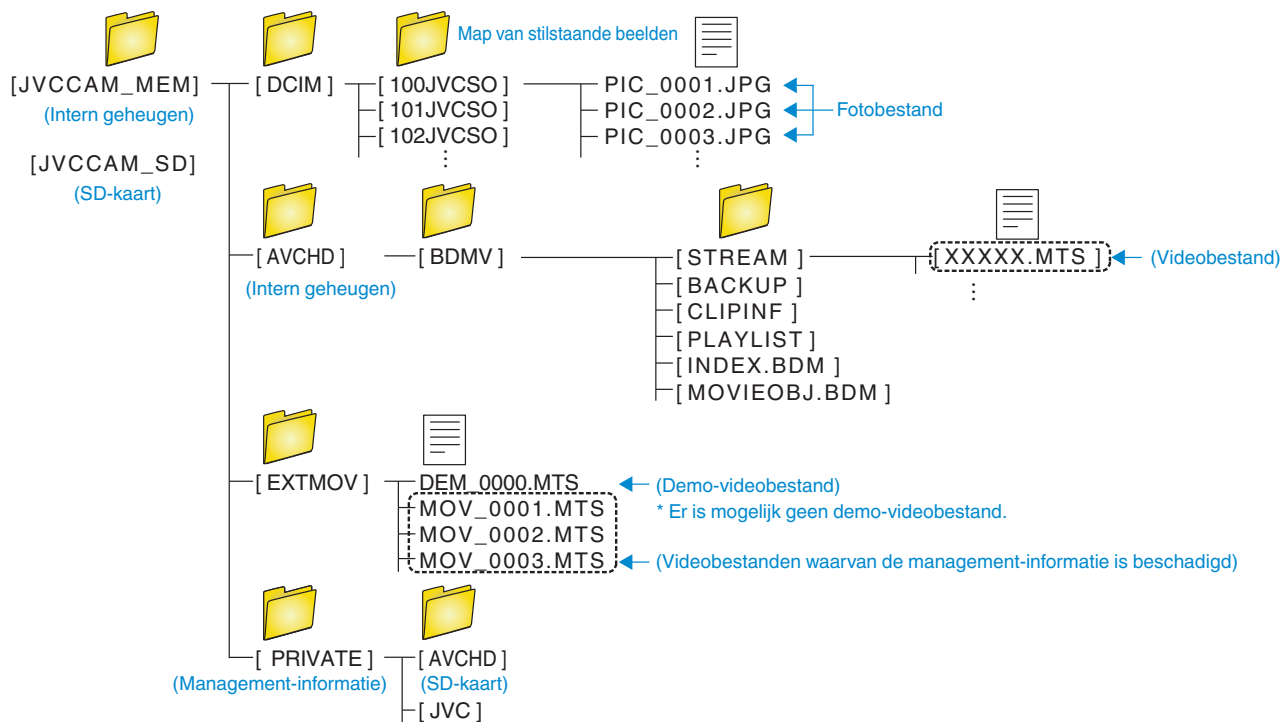 Map van stilstaande beelden
[JVCCAM_MEM]
(Intern geheugen)
[JVCCAM_SD]
(SD-kaart)
[DCIM]
[100JVCSO]
[101JVCSO]
[102JVCSO]
PIC_0001.JPG
PIC_0002.JPG
PIC_0003.JPG
Fotobestand
[AVCHD]
(Intern geheugen)
[BDMV]
[STREAM]
[BACKUP]
[CLIPINF]
[PLAYLIST]
[INDEX.BDM]
[MOVIEOBJ.BDM]
[XXXXX.MTS]
(Videobestand)
[EXTMOV]
DEM_0000.MTS
MOV_0001.MTS
MOV_0002.MTS
MOV_0003.MTS
(Demo-videobestand)
* Er is mogelijk geen demo-videobestand.
(Videobestanden waarvan de management-informatie is beschadigd)
[PRIVATE]
(Management-informatie)
[AVCHD]
(SD-kaart)
[JVC]